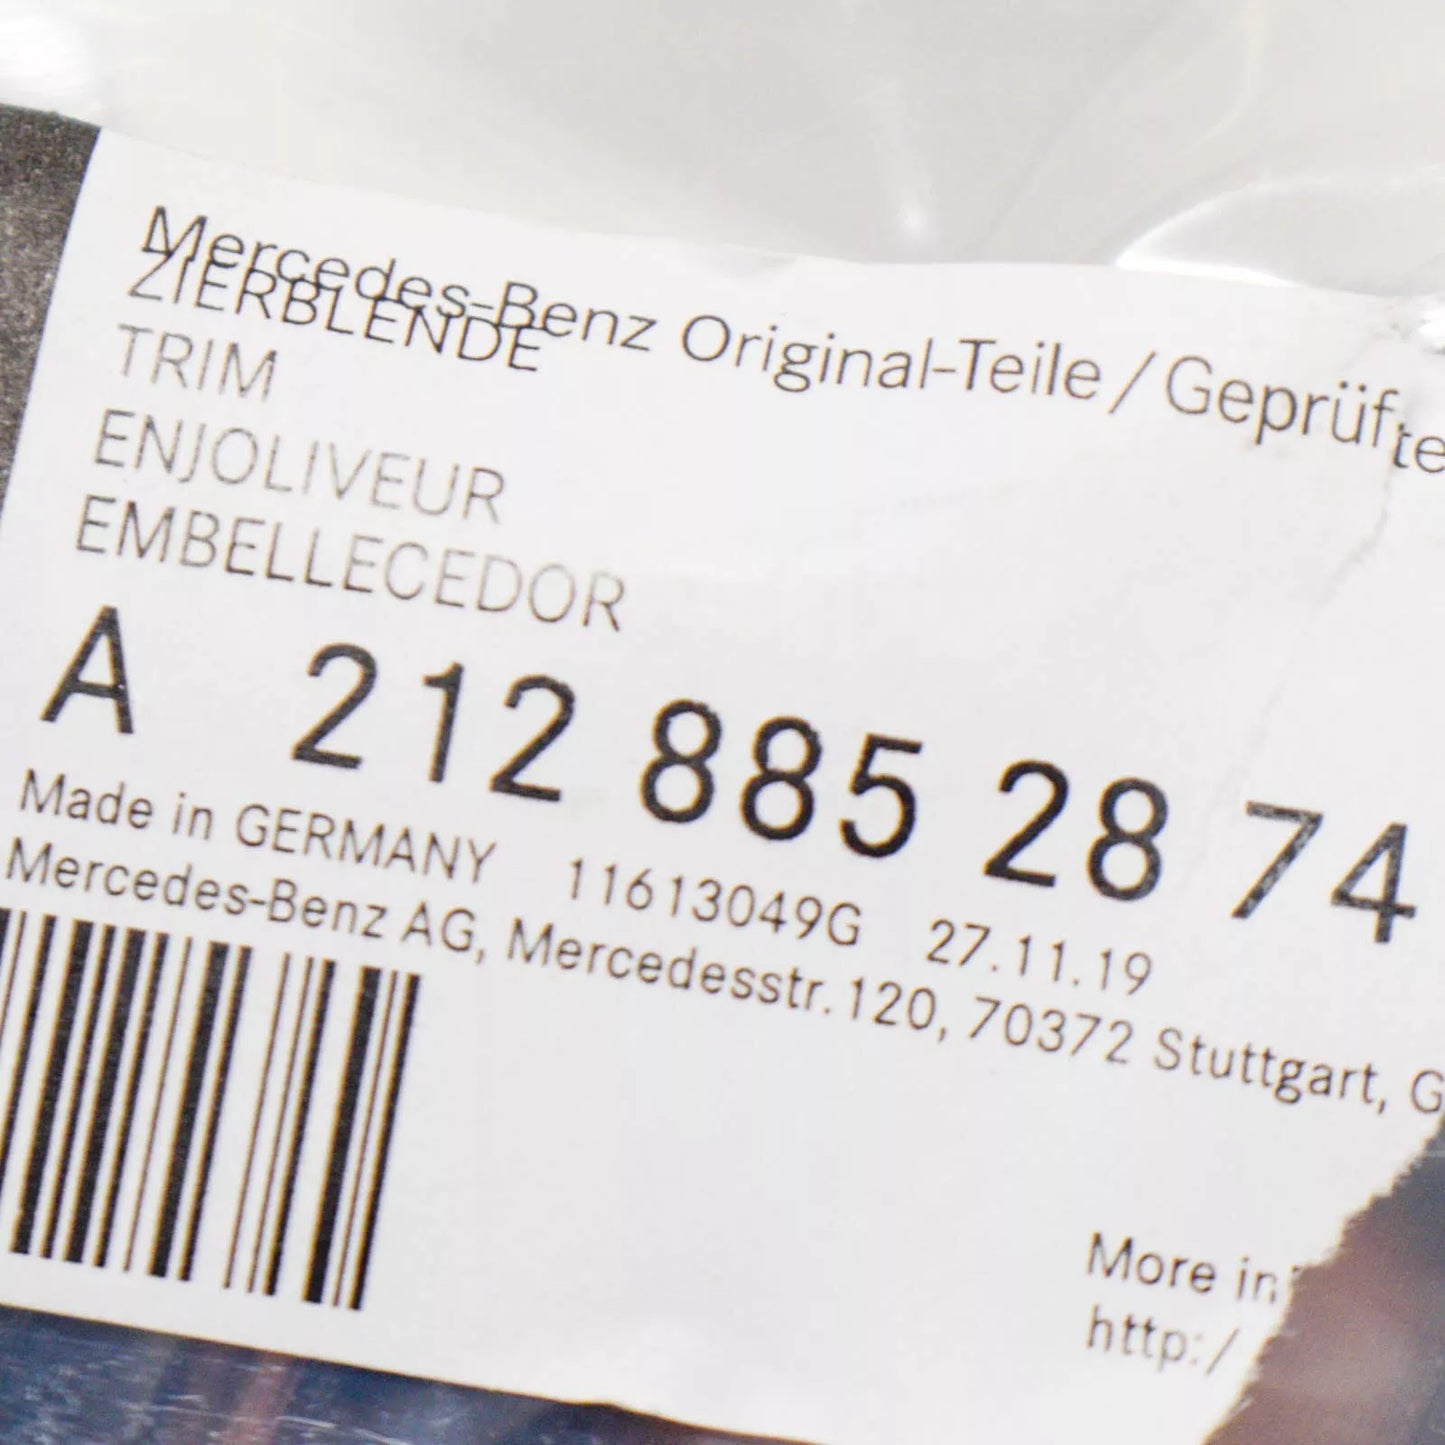 Mercedes-Benz Original-Teile / Geprüfte
ZIERBLENDE
TRIM
ENJOLIVEUR
EMBELLECEDOR
A 212 885 28 74
Made in GERMANY 11613049G 27.11.19
Mercedes-Benz AG, Mercedesstr. 120, 70372 Stuttgart, G
More in
http:/